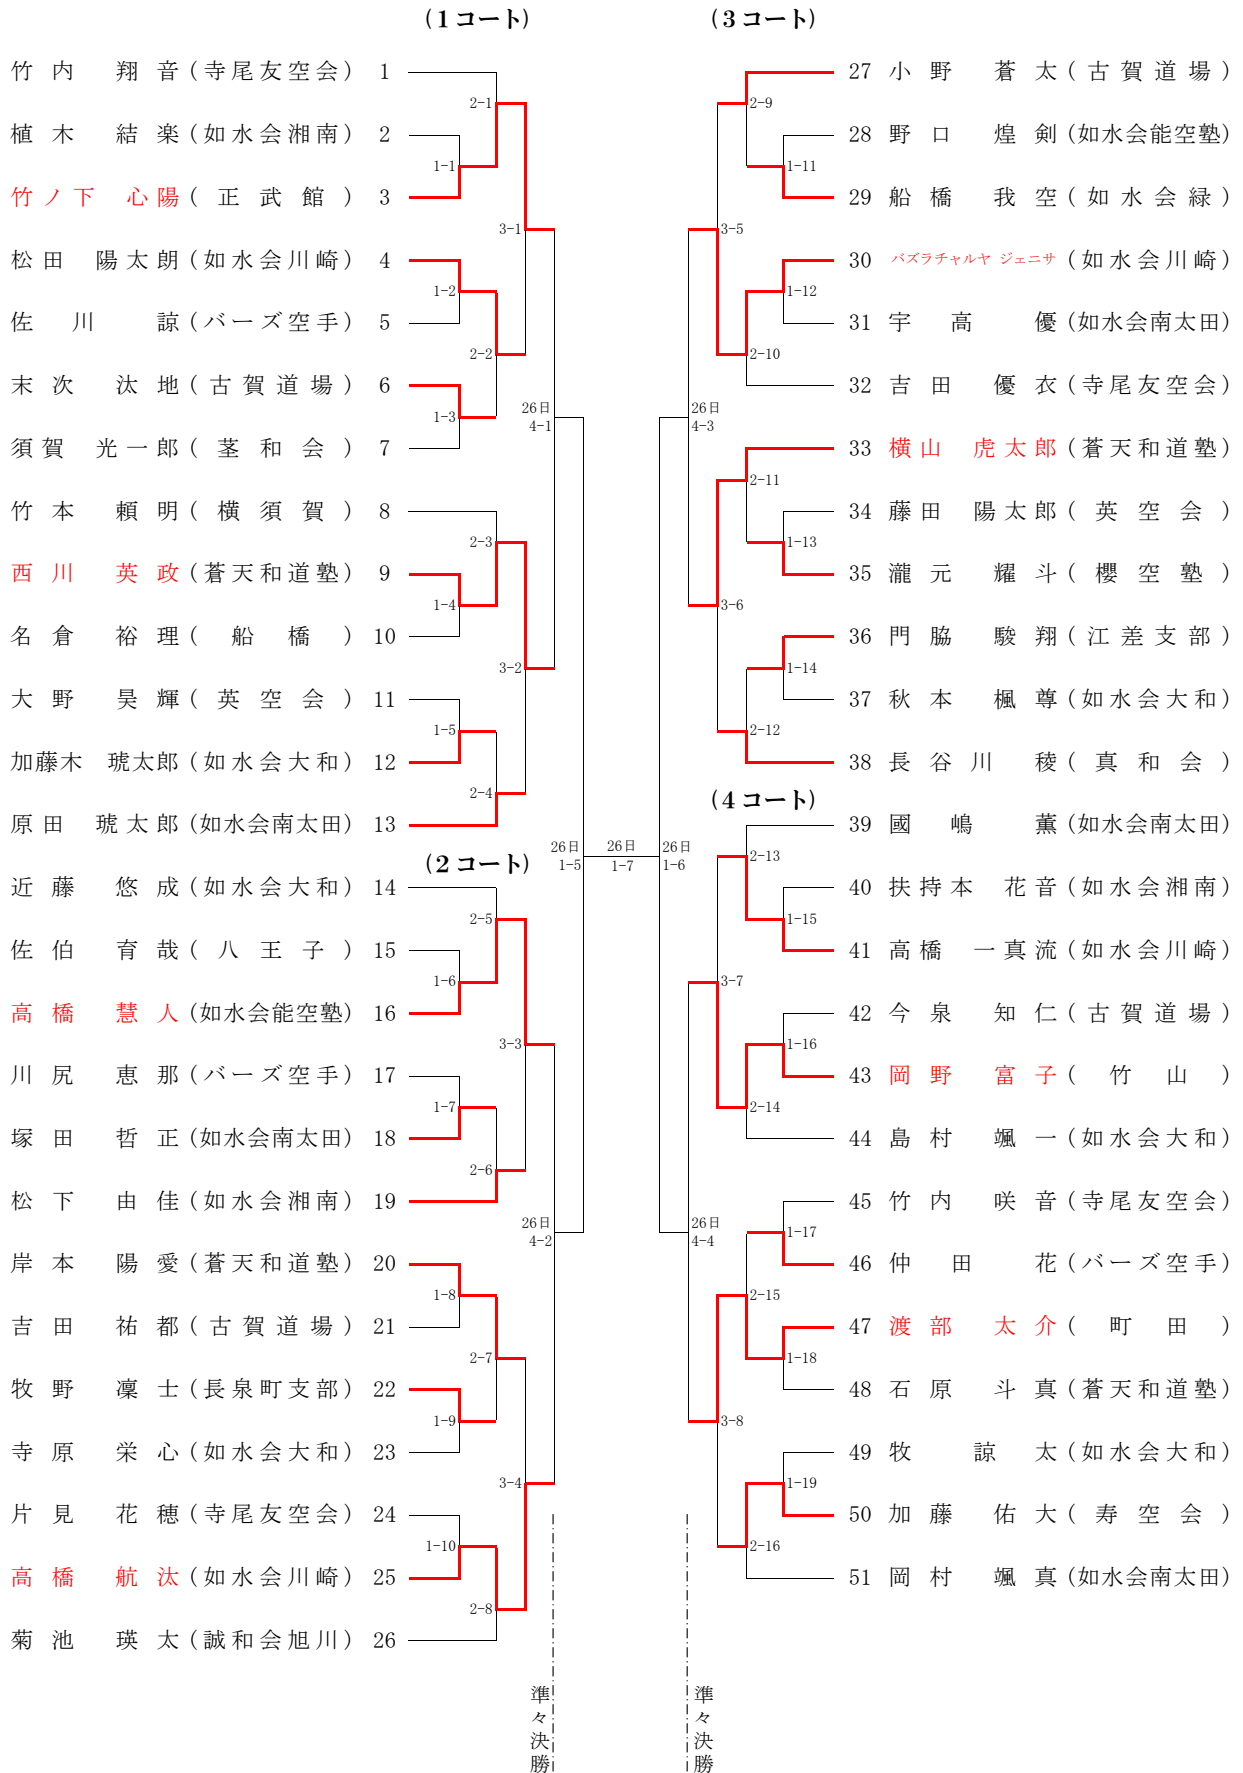 (1コート)
竹内 翔音 (寺尾友空会) 1
2-1
植木 結楽 (如水会湘南) 2
1-1
竹ノ下 心陽 (正武館) 3
3-1
松田 陽太朗 (如水会川崎) 4
1-2
佐川 諒 (バーズ空手) 5
2-2
末次 汰地 (古賀道場) 6
26日
4-1
1-3
須賀 光一郎 (茎和会) 7
竹本 頼明 (横須賀) 8
2-3
西川 英政 (蒼天和道塾) 9
1-4
名倉 裕理 (船橋) 10
3-2
大野 昊輝 (英空会) 11
1-5
加藤木 琥太郎 (如水会大和) 12
2-4
原田 琥太郎 (如水会南太田) 13
26日
1-5
26日
1-7
26日
1-6
(2コート)
近藤 悠成 (如水会大和) 14
2-5
佐伯 育哉 (八王子) 15
1-6
高橋 慧人 (如水会能空塾) 16
3-3
川尻 恵那 (バーズ空手) 17
1-7
塚田 哲正 (如水会南太田) 18
2-6
松下 由佳 (如水会湘南) 19
26日
4-2
岸本 陽愛 (蒼天和道塾) 20
1-8
吉田 祐都 (古賀道場) 21
2-7
牧野 凜士 (長泉町支部) 22
1-9
寺原 栄心 (如水会大和) 23
3-4
片見 花穂 (寺尾友空会) 24
1-10
高橋 航汰 (如水会川崎) 25
2-8
菊池 瑛太 (誠和会旭川) 26
準々決勝
(3コート)
27 小野 蒼太 (古賀道場)
2-9
28 野口 煌剣 (如水会能空塾)
1-11
29 船橋 我空 (如水会緑)
3-5
30 バズラチャルヤ ジェニサ (如水会川崎)
1-12
31 宇高 優 (如水会南太田)
2-10
32 吉田 優衣 (寺尾友空会)
26日
4-3
33 横山 虎太郎 (蒼天和道塾)
2-11
34 藤田 陽太郎 (英空会)
1-13
35 瀧元 耀斗 (櫻空塾)
3-6
36 門脇 駿翔 (江差支部)
1-14
37 秋本 楓尊 (如水会大和)
2-12
38 長谷川 稜 (真和会)
(4コート)
39 國嶋 薫 (如水会南太田)
2-13
40 扶持本 花音 (如水会湘南)
1-15
41 高橋 一真流 (如水会川崎)
3-7
42 今泉 知仁 (古賀道場)
1-16
43 岡野 富子 (竹山)
2-14
44 島村 颯一 (如水会大和)
45 竹内 咲音 (寺尾友空会)
26日
4-4
1-17
46 仲田 花 (バーズ空手)
2-15
47 渡部 太介 (町田)
1-18
48 石原 斗真 (蒼天和道塾)
3-8
49 牧 諒太 (如水会大和)
1-19
50 加藤 佑大 (寿空会)
2-16
51 岡村 颯真 (如水会南太田)
準々決勝